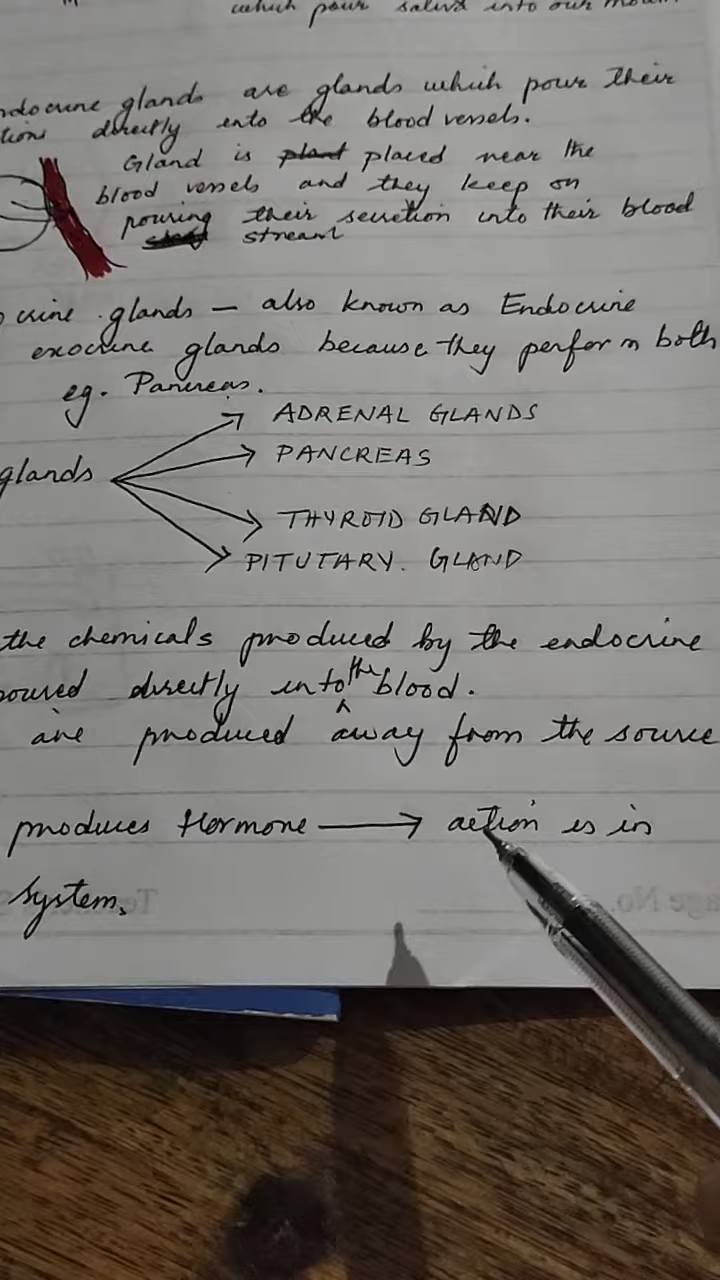 which pour saliva into our mouth
ndocrine glands are glands which pour their
tions directly into the blood vessels.
Gland is plant placed near the
blood vessels and they keep on
pouring their secretion into their blood
stream
crine glands — also known as Endocrine
exocrine glands because they perform both
eg. Pancreas.
ADRENAL GLANDS
glands
PANCREAS
THYROID GLAND
PITUTARY. GLAND
the chemicals produced by the endocrine
poured directly into the blood.
are produced away from the source
produces Hormone → action is in
system.
age No.